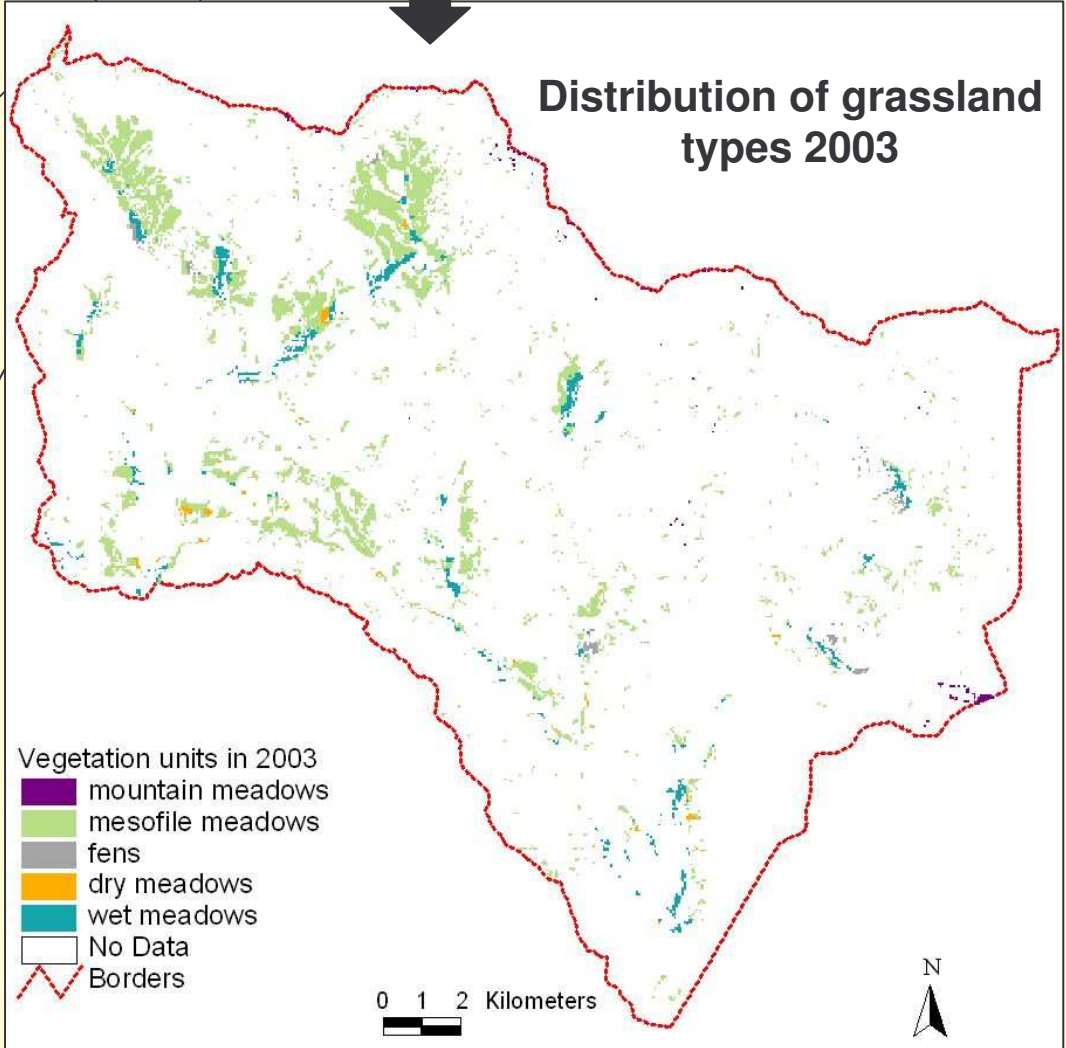 Distribution of grassland
types 2003
Vegetation units in 2003
mountain meadows
mesofile meadows
fens
dry meadows
wet meadows
No Data
Borders
0 1 2 Kilometers
N